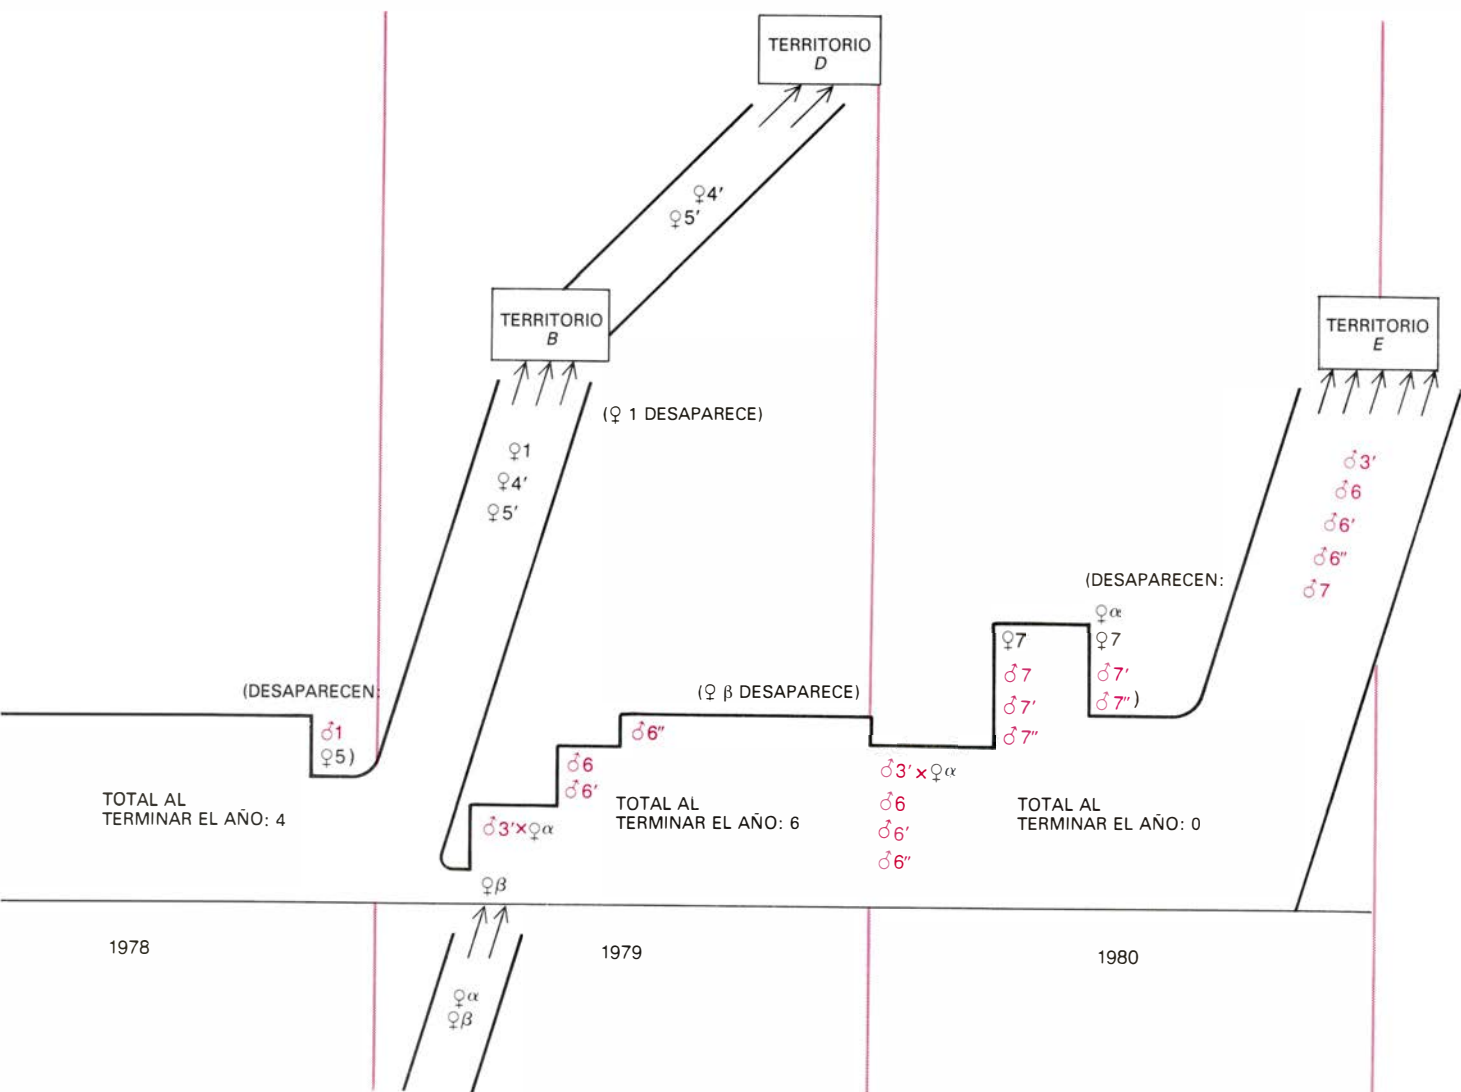 TERRITORIO
D
♀4′
♀5′
TERRITORIO
B
(♀ 1 DESAPARECE)
♀1
♀4′
♀5′
TERRITORIO
E
♂3′
♂6
♂6′
♂6″
♂7
(DESAPARECEN:
♀α
♀7
♂7′
♂7″)
♀7
♂7
♂7′
♂7″
(DESAPARECEN:
♂1
♀5)
(♀ β DESAPARECE)
♂6″
♂6
♂6′
♂3′×♀α
♀β
♂3′×♀α
♂6
♂6′
♂6″
TOTAL AL
TERMINAR EL AÑO: 4
TOTAL AL
TERMINAR EL AÑO: 6
TOTAL AL
TERMINAR EL AÑO: 0
1978
1979
1980
♀α
♀β